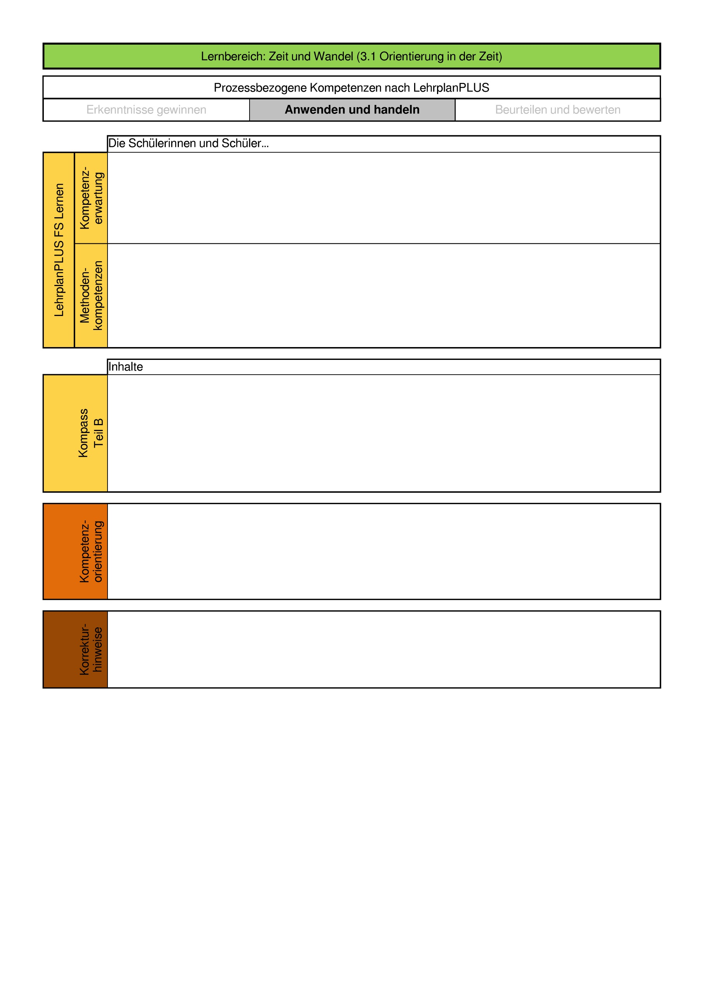 Lernbereich: Zeit und Wandel (3.1 Orientierung in der Zeit)
Prozessbezogene Kompetenzen nach LehrplanPLUS
Erkenntnisse gewinnen
Anwenden und handeln
Beurteilen und bewerten
Die Schülerinnen und Schüler...
LehrplanPLUS FS Lernen
Kompetenz-
erwartung
Methoden-
kompetenzen
Inhalte
Kompass
Teil B
Kompetenz-
orientierung
Korrektur-
hinweise